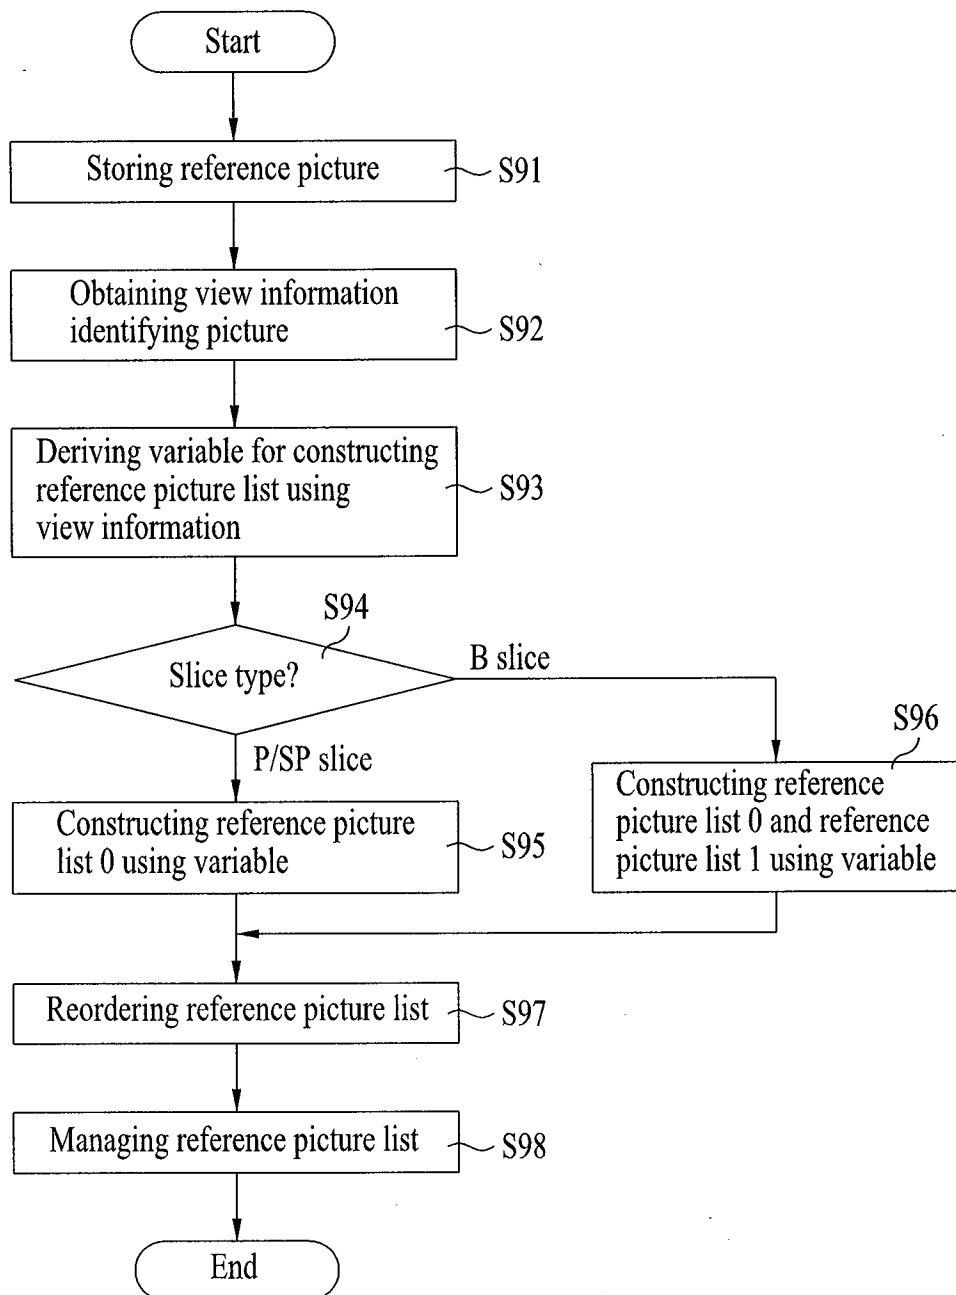 Start
Storing reference picture
S91
Obtaining view information
identifying picture
S92
Deriving variable for constructing
reference picture list using
view information
S93
S94
Slice type?
B slice
P/SP slice
S96
Constructing reference
picture list 0 and reference
picture list 1 using variable
Constructing reference picture
list 0 using variable
S95
Reordering reference picture list
S97
Managing reference picture list
S98
End